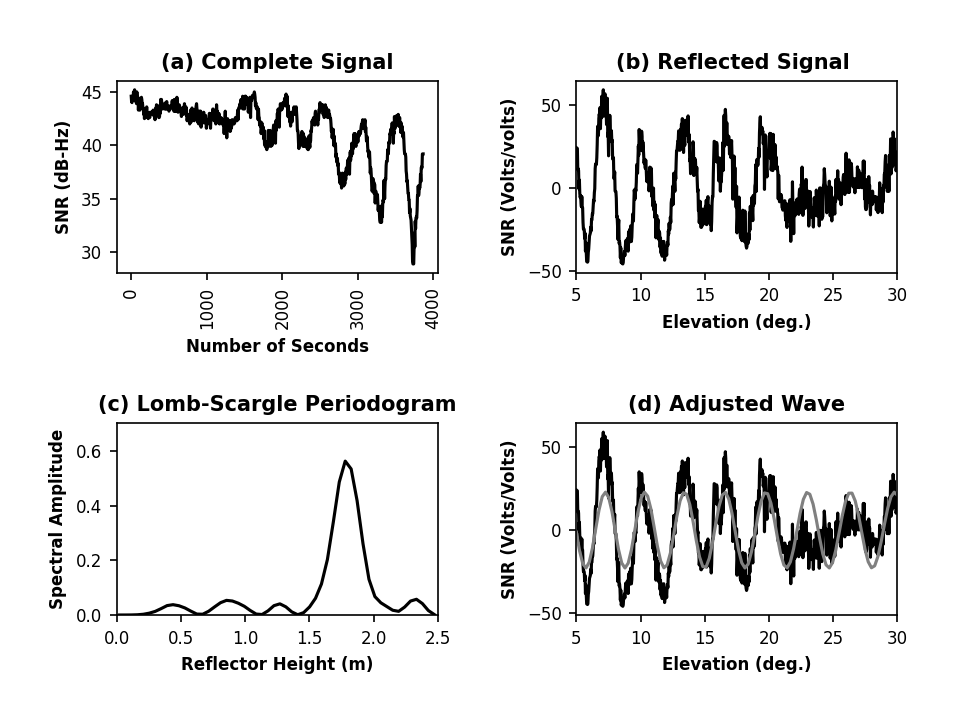 (a) Complete Signal
SNR (dB-Hz)
45
40
35
30
0
1000
2000
3000
4000
Number of Seconds
(b) Reflected Signal
SNR (Volts/volts)
50
0
−50
5 10 15 20 25 30
Elevation (deg.)
(c) Lomb-Scargle Periodogram
Spectral Amplitude
0.6
0.4
0.2
0.0
0.0 0.5 1.0 1.5 2.0 2.5
Reflector Height (m)
(d) Adjusted Wave
SNR (Volts/Volts)
50
0
−50
5 10 15 20 25 30
Elevation (deg.)